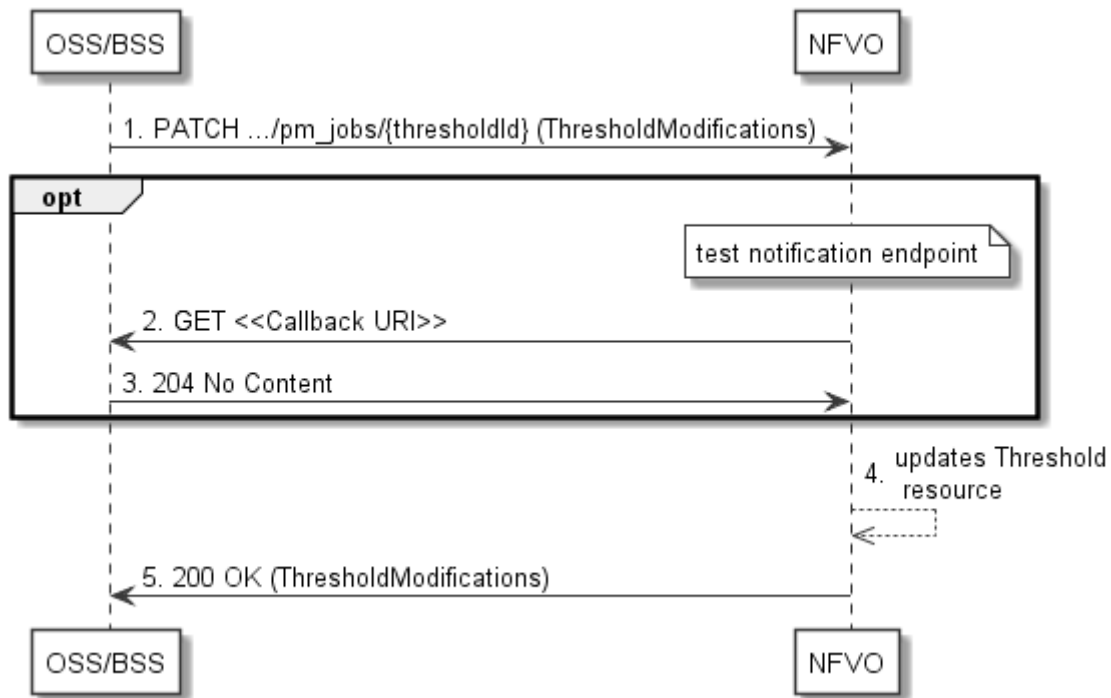 OSS/BSS
NFVO
1. PATCH .../pm_jobs/{thresholdId} (ThresholdModifications)
opt
test notification endpoint
2. GET <<Callback URI>>
3. 204 No Content
4. updates Threshold
resource
5. 200 OK (ThresholdModifications)
OSS/BSS
NFVO